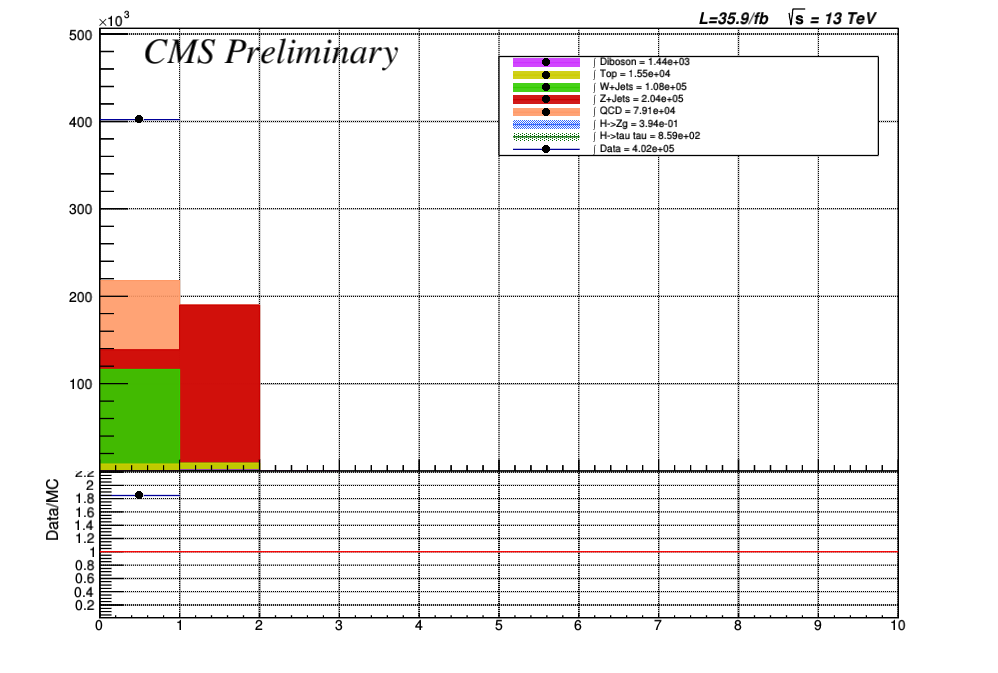 ×10³
L=35.9/fb √s = 13 TeV
CMS Preliminary
500
400
300
200
100
∫ Diboson = 1.44e+03
∫ Top = 1.55e+04
∫ W+Jets = 1.08e+05
∫ Z+Jets = 2.04e+05
∫ QCD = 7.91e+04
∫ H->Zg = 3.94e-01
∫ H->tau tau = 8.59e+02
∫ Data = 4.02e+05
Data/MC
2.2
2
1.8
1.6
1.4
1.2
1
0.8
0.6
0.4
0.2
0 1 2 3 4 5 6 7 8 9 10